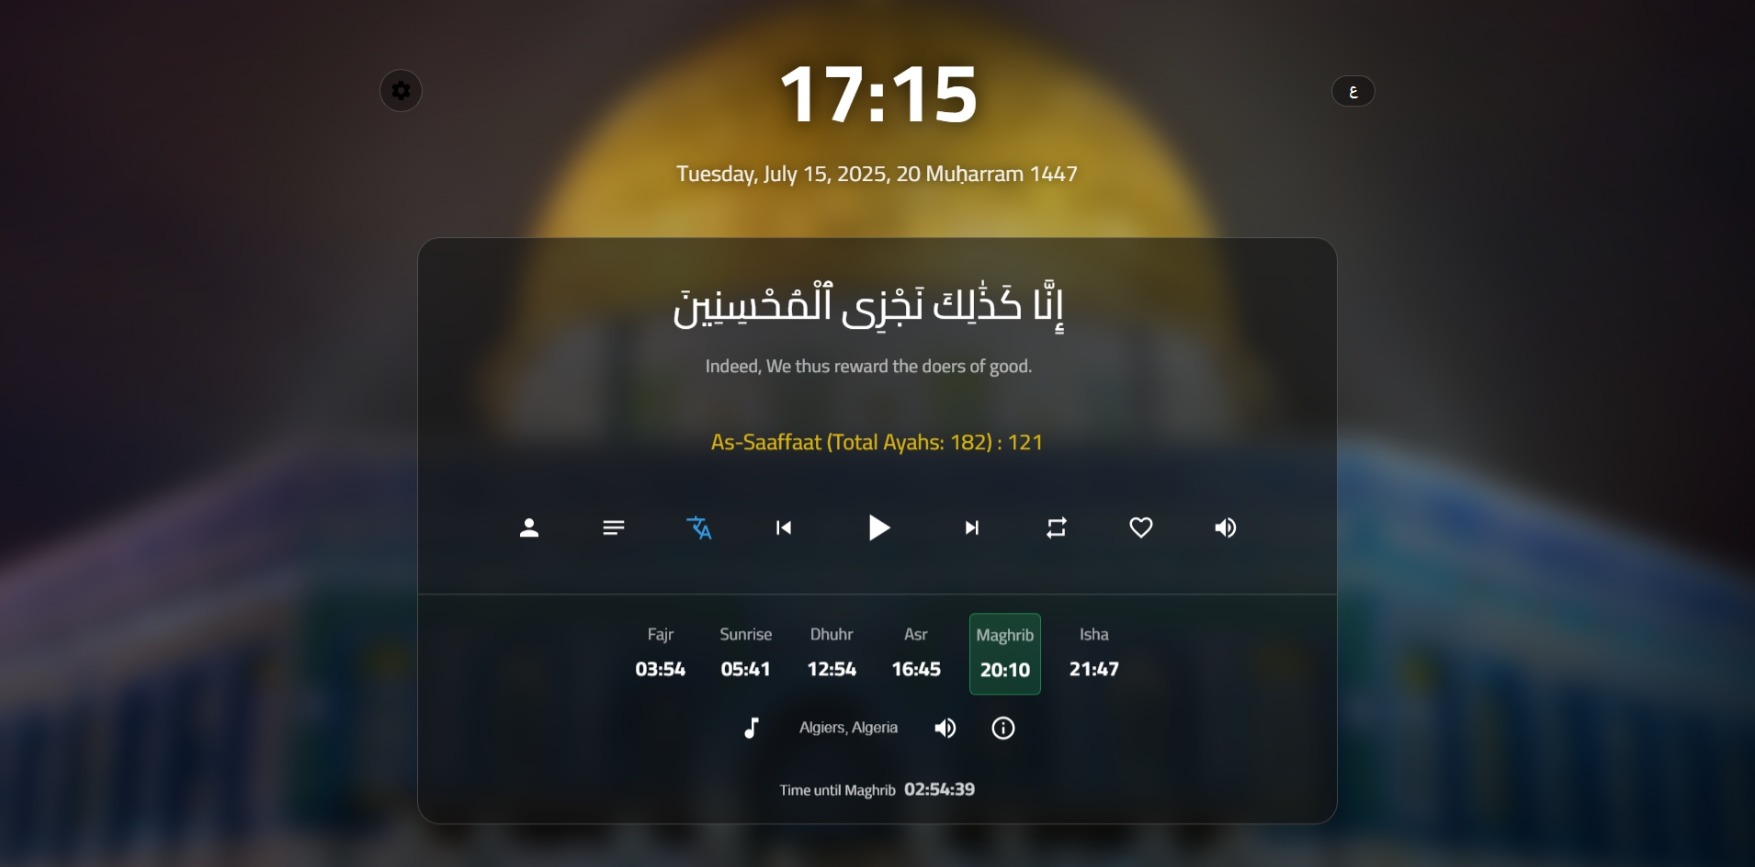 17:15
ع
Tuesday, July 15, 2025, 20 Muḥarram 1447
إِنَّا كَذَٰلِكَ نَجْزِى ٱلْمُحْسِنِينَ
Indeed, We thus reward the doers of good.
As-Saaffaat (Total Ayahs: 182) : 121
Fajr Sunrise Dhuhr Asr Maghrib Isha
03:54 05:41 12:54 16:45 20:10 21:47
Algiers, Algeria
Time until Maghrib 02:54:39